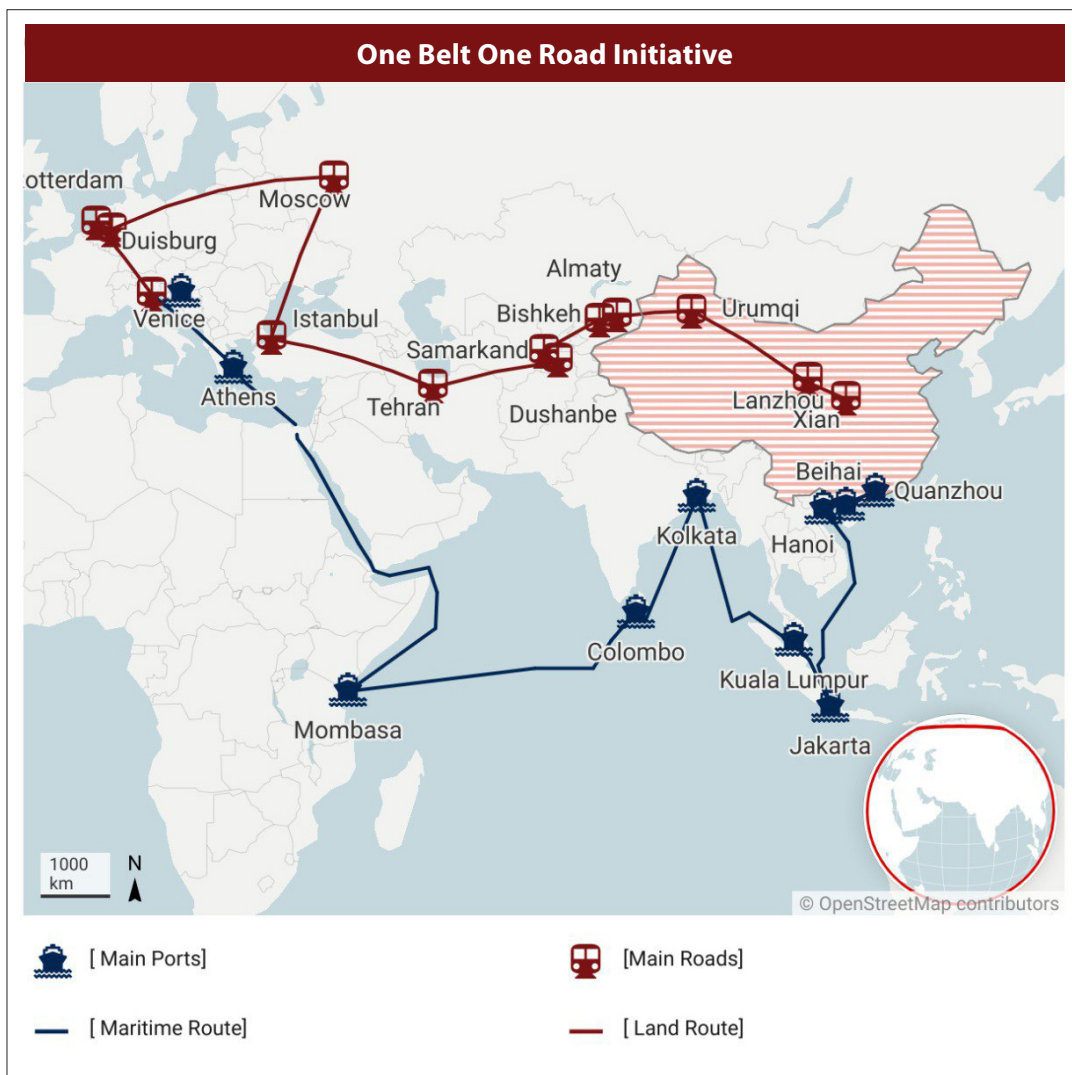 One Belt One Road Initiative
otterdam
Moscow
Duisburg
Almaty
Venice
Istanbul
Bishkeh
Urumqi
Samarkand
Athens
Tehran
Dushanbe
Lanzhou
Xian
Beihai
Quanzhou
Kolkata
Hanoi
Colombo
Kuala Lumpur
Mombasa
Jakarta
1000
km
N
© OpenStreetMap contributors
[ Main Ports]
[Main Roads]
[ Maritime Route]
[ Land Route]